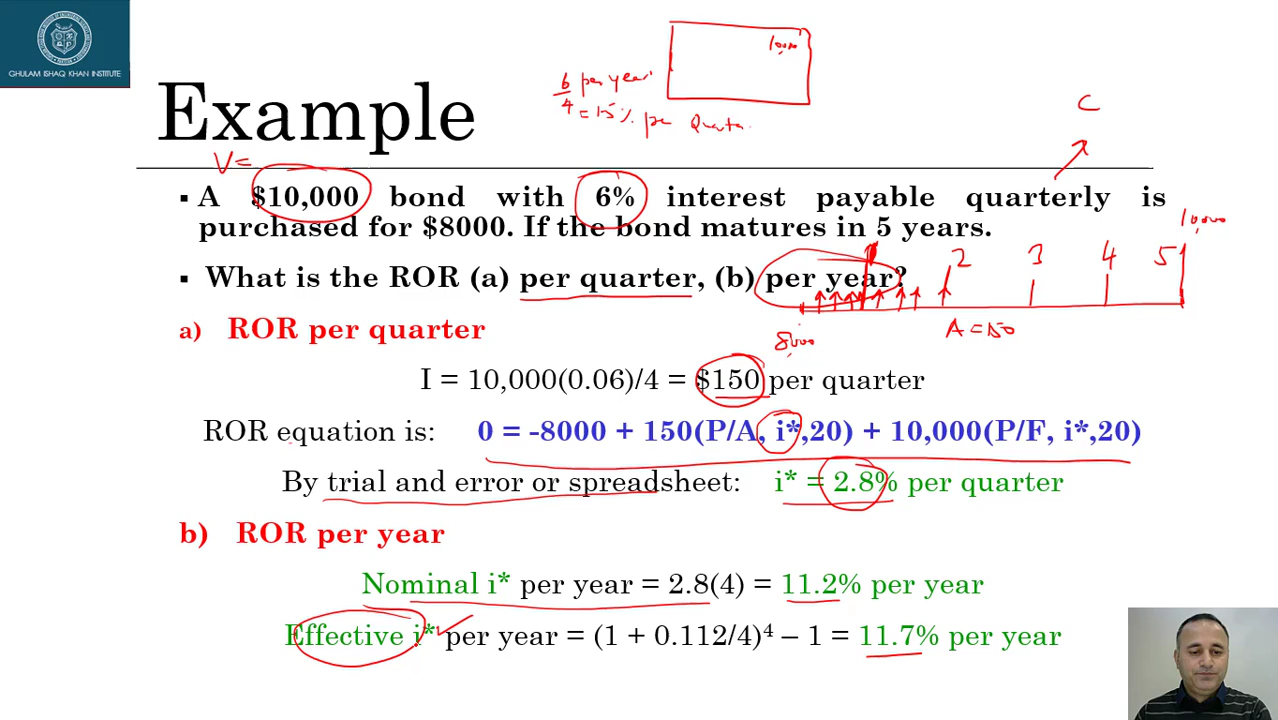 GHULAM ISHAQ KHAN INSTITUTE
10,000
6 per year
4 = 1.5% per Quarter
Example
C
V=
▪ A $10,000 bond with 6% interest payable quarterly is
purchased for $8000. If the bond matures in 5 years.
10,000
▪ What is the ROR (a) per quarter, (b) per year?
1 2 3 4 5
a) ROR per quarter
8000
A = 150
I = 10,000(0.06)/4 = $150 per quarter
ROR equation is: 0 = -8000 + 150(P/A, i*,20) + 10,000(P/F, i*,20)
By trial and error or spreadsheet: i* = 2.8% per quarter
b) ROR per year
Nominal i* per year = 2.8(4) = 11.2% per year
Effective i* per year = (1 + 0.112/4)⁴ – 1 = 11.7% per year